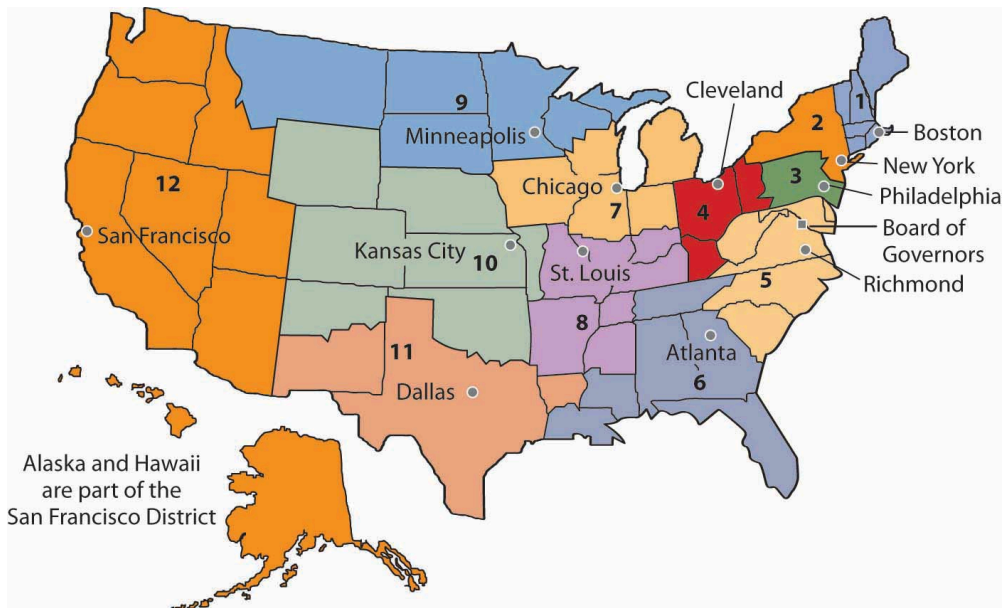 Cleveland
9
1
2
Minneapolis
Boston
New York
3
Chicago
12
Philadelphia
7
4
Board of
Governors
San Francisco
Kansas City
10
St. Louis
Richmond
5
8
11
Atlanta
6
Dallas
Alaska and Hawaii
are part of the
San Francisco District